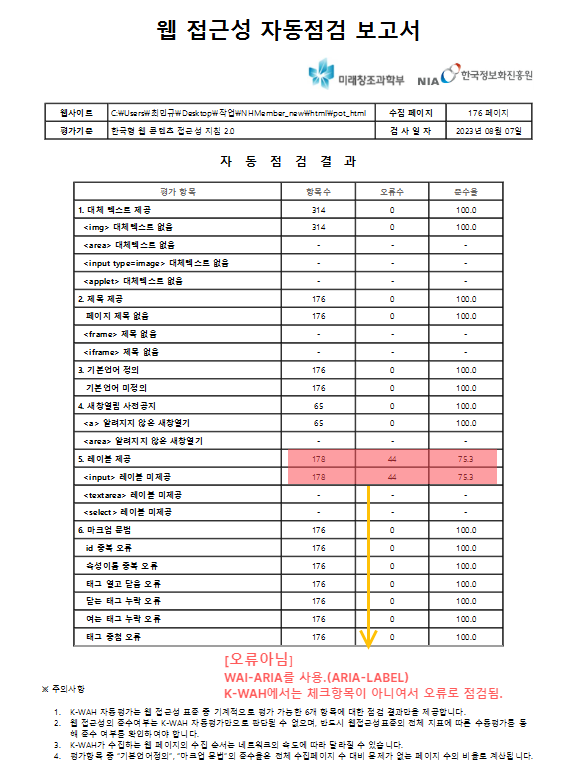 웹 접근성 자동점검 보고서
미래창조과학부 NIA 한국정보화진흥원
웹사이트 C:\Users\최민규\Desktop\작업\NHMember_new\html\pot_html 수집 페이지 176 페이지
평가기준 한국형 웹 콘텐츠 접근성 지침 2.0 검 사 일 자 2023년 08월 07일
자 동 점 검 결 과
평가 항목 항목수 오류수 준수율
1. 대체 텍스트 제공 314 0 100.0
<img> 대체텍스트 없음 314 0 100.0
<area> 대체텍스트 없음 - - -
<input type=image> 대체텍스트 없음 - - -
<applet> 대체텍스트 없음 - - -
2. 제목 제공 176 0 100.0
페이지 제목 없음 176 0 100.0
<frame> 제목 없음 - - -
<iframe> 제목 없음 - - -
3. 기본언어 정의 176 0 100.0
기본언어 미정의 176 0 100.0
4. 새창열림 사전공지 65 0 100.0
<a> 알려지지 않은 새창열기 65 0 100.0
<area> 알려지지 않은 새창열기 - - -
5. 레이블 제공 178 44 75.3
<input> 레이블 미제공 178 44 75.3
<textarea> 레이블 미제공 - - -
<select> 레이블 미제공 - - -
6. 마크업 문법 176 0 100.0
id 중복 오류 176 0 100.0
속성이름 중복 오류 176 0 100.0
태그 열고 닫음 오류 176 0 100.0
닫는 태그 누락 오류 176 0 100.0
여는 태그 누락 오류 176 0 100.0
태그 중첩 오류 176 0 100.0
[오류아님]
WAI-ARIA를 사용.(ARIA-LABEL)
K-WAH에서는 체크항목이 아니여서 오류로 점검됨.
※ 주의사항
1. K-WAH 자동평가는 웹 접근성 표준 중 기계적으로 평가 가능한 6개 항목에 대한 점검 결과만을 제공합니다.
2. 웹 접근성의 준수여부는 K-WAH 자동평가만으로 판단될 수 없으며, 반드시 웹접근성표준의 전체 지표에 따른 수동평가를 통
해 준수 여부를 확인하여야 합니다.
3. K-WAH가 수집하는 웹 페이지의 수집 순서는 네트워크의 속도에 따라 달라질 수 있습니다.
4. 평가항목 중 "기본언어정의", "마크업 문법"의 준수율은 전체 수집페이지 수 대비 문제가 없는 페이지 수의 비율로 계산됩니다.